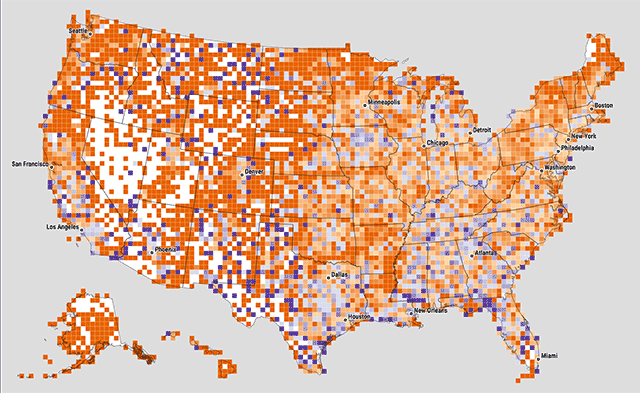 Seattle
Minneapolis
Boston
Detroit
New York
Chicago
Philadelphia
San Francisco
Washington
Denver
Los Angeles
Phoenix
Atlanta
Dallas
New Orleans
Houston
Miami